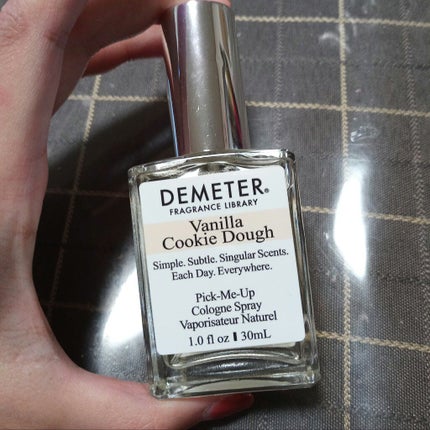 DEMETER®
FRAGRANCE LIBRARY
Vanilla
Cookie Dough
Simple. Subtle. Singular Scents.
Each Day. Everywhere.
Pick-Me-Up
Cologne Spray
Vaporisateur Naturel
1.0 fl oz ▮ 30mL